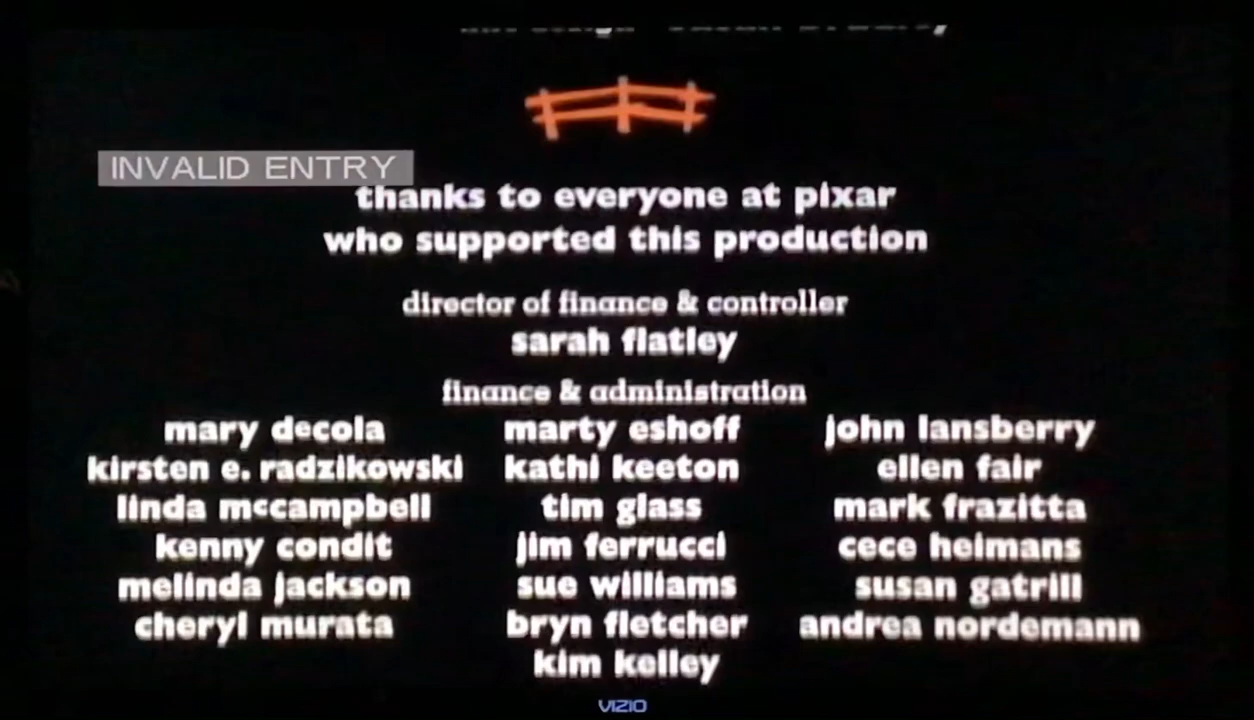 INVALID ENTRY
thanks to everyone at pixar
who supported this production
director of finance & controller
sarah flatley
finance & administration
mary decola marty eshoff john lansberry
kirsten e. radzikowski kathi keeton ellen fair
linda mccampbell tim glass mark frazitta
kenny condit jim ferrucci cece heimans
melinda jackson sue williams susan gatrill
cheryl murata bryn fletcher andrea nordemann
kim kelley
VIZIO